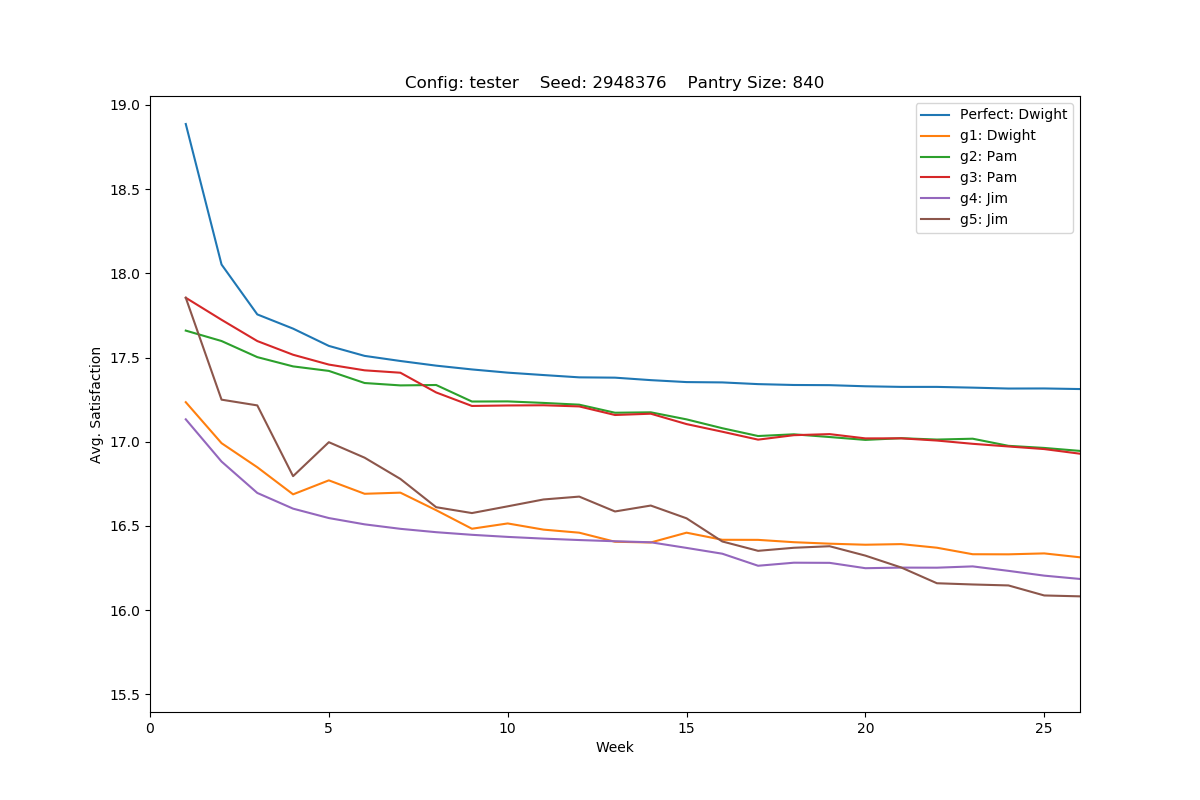 Config: tester    Seed: 2948376    Pantry Size: 840
19.0
18.5
18.0
17.5
17.0
16.5
16.0
15.5
Avg. Satisfaction
0 5 10 15 20 25
Week
Perfect: Dwight
g1: Dwight
g2: Pam
g3: Pam
g4: Jim
g5: Jim